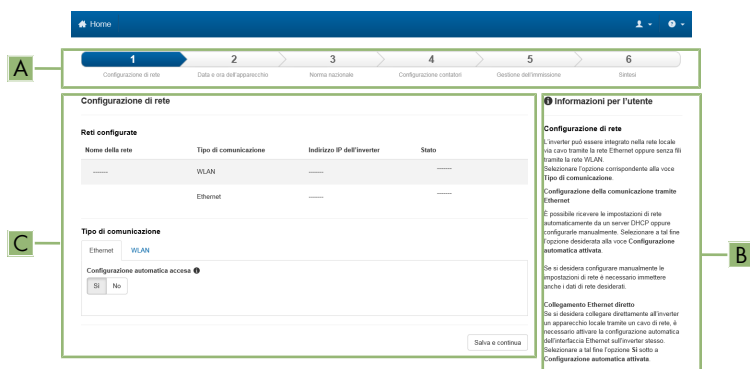 Home
A
1 2 3 4 5 6
Configurazione di rete Data e ora dell'apparecchio Norma nazionale Configurazione contatori Gestione dell'immissione Sintesi
Configurazione di rete
Reti configurate
Nome della rete Tipo di comunicazione Indirizzo IP dell'inverter Stato
------- WLAN ------- -------
Ethernet ------- -------
C
Tipo di comunicazione
Ethernet WLAN
Configurazione automatica accesa
Sì No
Salva e continua
Informazioni per l'utente
Configurazione di rete
L'inverter può essere integrato nella rete locale
via cavo tramite la rete Ethernet oppure senza fili
tramite la rete WLAN.
Selezionare l'opzione corrispondente alla voce
Tipo di comunicazione.
Configurazione della comunicazione tramite
Ethernet
È possibile ricevere le impostazioni di rete
automaticamente da un server DHCP oppure
configurarle manualmente. Selezionare a tal fine
l'opzione desiderata alla voce Configurazione
automatica attivata.
Se si desidera configurare manualmente le
impostazioni di rete è necessario immettere
anche i dati di rete desiderati.
Collegamento Ethernet diretto
Se si desidera collegare direttamente all'inverter
un apparecchio locale tramite un cavo di rete, è
necessario attivare la configurazione automatica
dell'interfaccia Ethernet sull'inverter stesso.
Selezionare a tal fine l'opzione Sì sotto a
Configurazione automatica attivata.
B